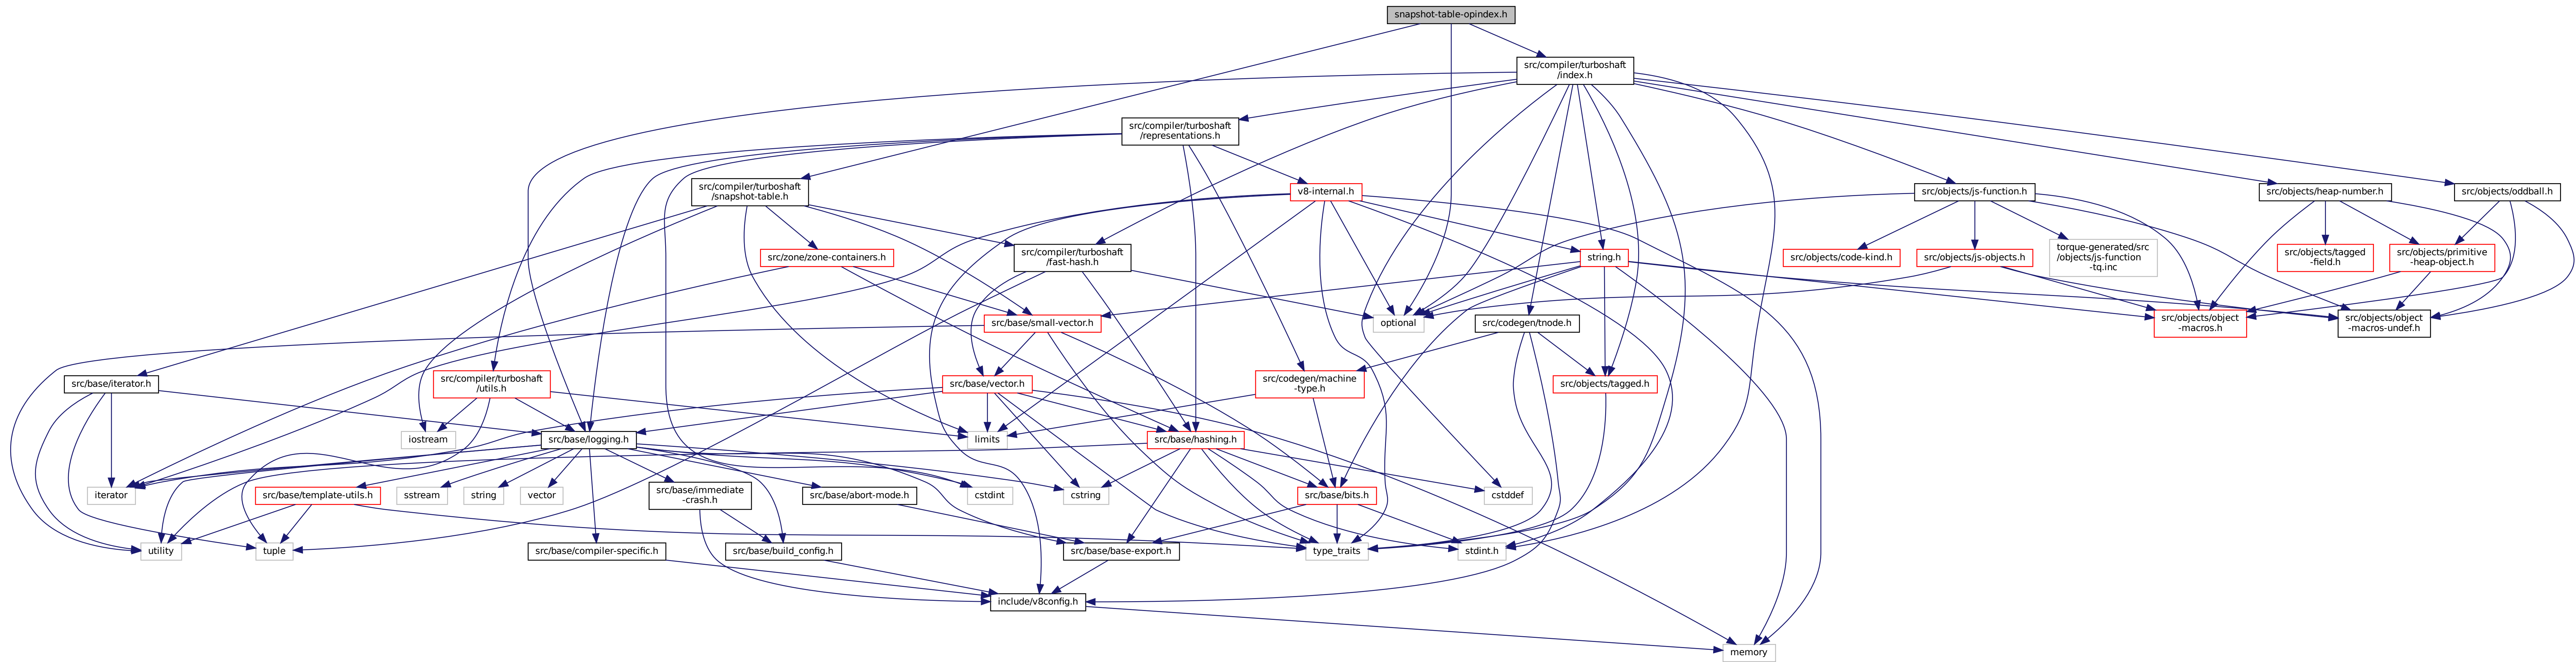 snapshot-table-opindex.h
src/compiler/turboshaft
/index.h
src/compiler/turboshaft
/representations.h
src/compiler/turboshaft
/snapshot-table.h
v8-internal.h
src/objects/js-function.h
src/objects/heap-number.h
src/objects/oddball.h
src/zone/zone-containers.h
src/compiler/turboshaft
/fast-hash.h
string.h
src/objects/code-kind.h
src/objects/js-objects.h
torque-generated/src
/objects/js-function
-tq.inc
src/objects/tagged
-field.h
src/objects/primitive
-heap-object.h
src/base/small-vector.h
optional
src/codegen/tnode.h
src/objects/object
-macros.h
src/objects/object
-macros-undef.h
src/base/iterator.h
src/compiler/turboshaft
/utils.h
src/base/vector.h
src/codegen/machine
-type.h
src/objects/tagged.h
iostream
src/base/logging.h
limits
src/base/hashing.h
iterator
src/base/template-utils.h
sstream
string
vector
src/base/immediate
-crash.h
src/base/abort-mode.h
cstdint
cstring
src/base/bits.h
cstddef
utility
tuple
src/base/compiler-specific.h
src/base/build_config.h
src/base/base-export.h
type_traits
stdint.h
include/v8config.h
memory